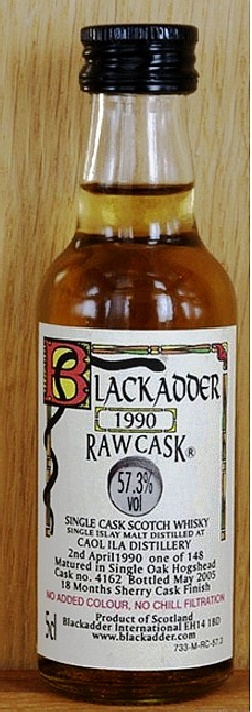 BLACKADDER
1990
RAW CASK®
57.3%
vol
SINGLE CASK SCOTCH WHISKY
SINGLE ISLAY MALT DISTILLED AT
CAOL ILA DISTILLERY
2nd April1990 one of 148
Matured in Single Oak Hogshead
Cask no. 4162 Bottled May 2005
18 Months Sherry Cask Finish
NO ADDED COLOUR, NO CHILL FILTRATION
Product of Scotland
5cl Blackadder International EH14 1BD
www.blackadder.com